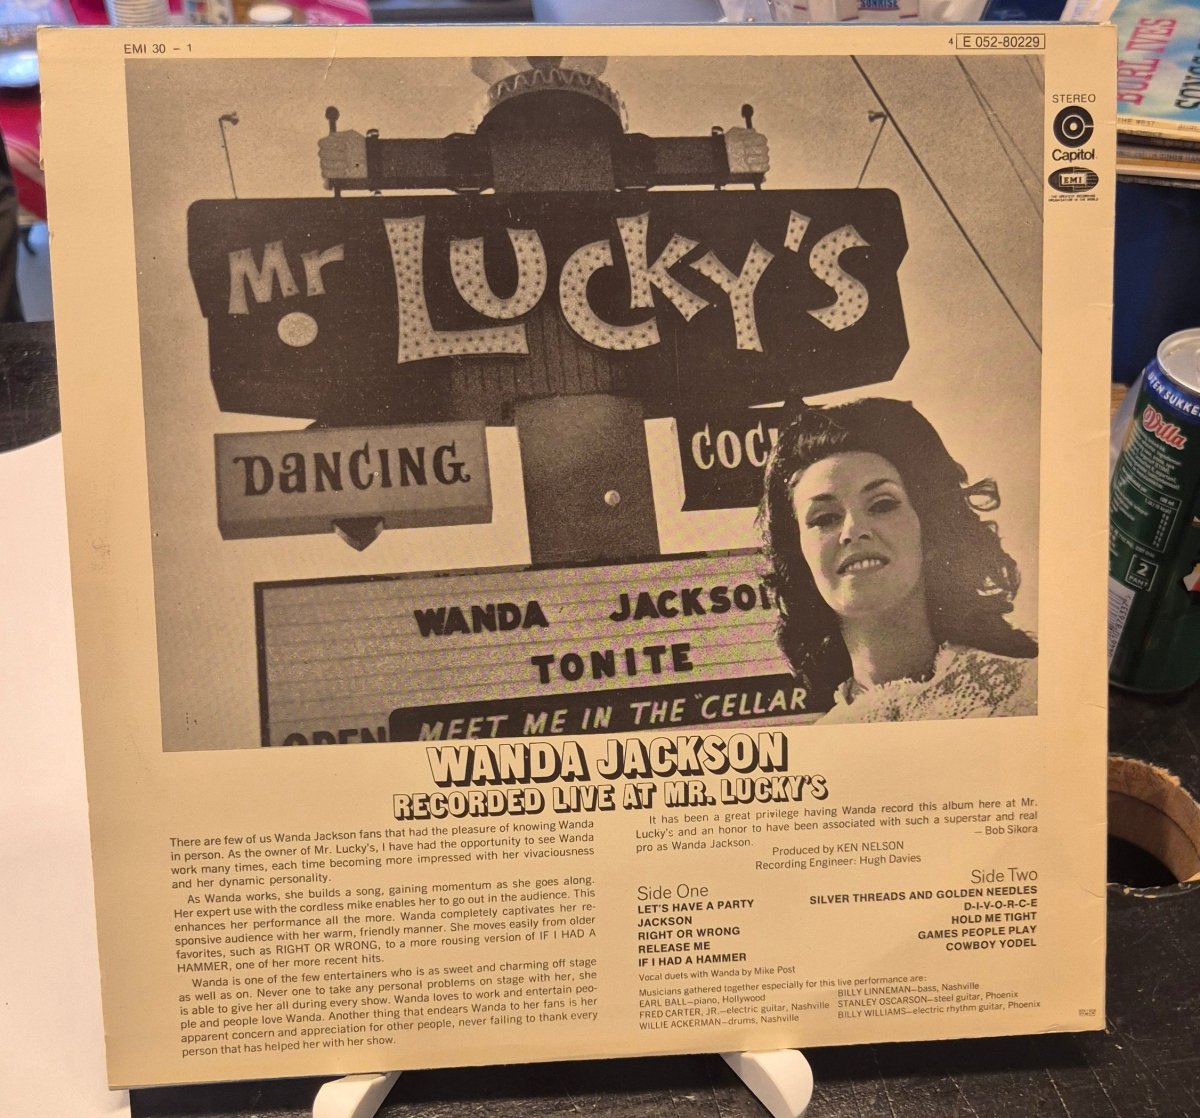 EMI 30 – 1
4 E 052-80229
STEREO
Capitol
EMI
Mr LUCKY'S
DaNCING
COC
WANDA JACKSON
TONITE
OPEN
MEET ME IN THE "CELLAR
WANDA JACKSON
RECORDED LIVE AT MR. LUCKY'S
There are few of us Wanda Jackson fans that had the pleasure of knowing Wanda
in person. As the owner of Mr. Lucky's, I have had the opportunity to see Wanda
work many times, each time becoming more impressed with her vivaciousness
and her dynamic personality.
As Wanda works, she builds a song, gaining momentum as she goes along.
Her expert use with the cordless mike enables her to go out in the audience. This
enhances her performance all the more. Wanda completely captivates her re-
sponsive audience with her warm, friendly manner. She moves easily from older
favorites, such as RIGHT OR WRONG, to a more rousing version of IF I HAD A
HAMMER, one of her more recent hits.
Wanda is one of the few entertainers who is as sweet and charming off stage
as well as on. Never one to take any personal problems on stage with her, she
is able to give her all during every show. Wanda loves to work and entertain peo-
ple and people love Wanda. Another thing that endears Wanda to her fans is her
apparent concern and appreciation for other people, never failing to thank every
person that has helped her with her show.
It has been a great privilege having Wanda record this album here at Mr.
Lucky's and an honor to have been associated with such a superstar and real
pro as Wanda Jackson.
— Bob Sikora
Produced by KEN NELSON
Recording Engineer: Hugh Davies
Side One
LET'S HAVE A PARTY
JACKSON
RIGHT OR WRONG
RELEASE ME
IF I HAD A HAMMER
Side Two
SILVER THREADS AND GOLDEN NEEDLES
D-I-V-O-R-C-E
HOLD ME TIGHT
GAMES PEOPLE PLAY
COWBOY YODEL
Vocal duets with Wanda by Mike Post
Musicians gathered together especially for this live performance are:
EARL BALL—piano, Hollywood
FRED CARTER, JR.—electric guitar, Nashville
WILLIE ACKERMAN—drums, Nashville
BILLY LINNEMAN—bass, Nashville
STANLEY OSCARSON—steel guitar, Phoenix
BILLY WILLIAMS—electric rhythm guitar, Phoenix
SUNRISE
BURL IVES
SONGS
THE WEST
UTEN SUKKER
Villa
2
PANT